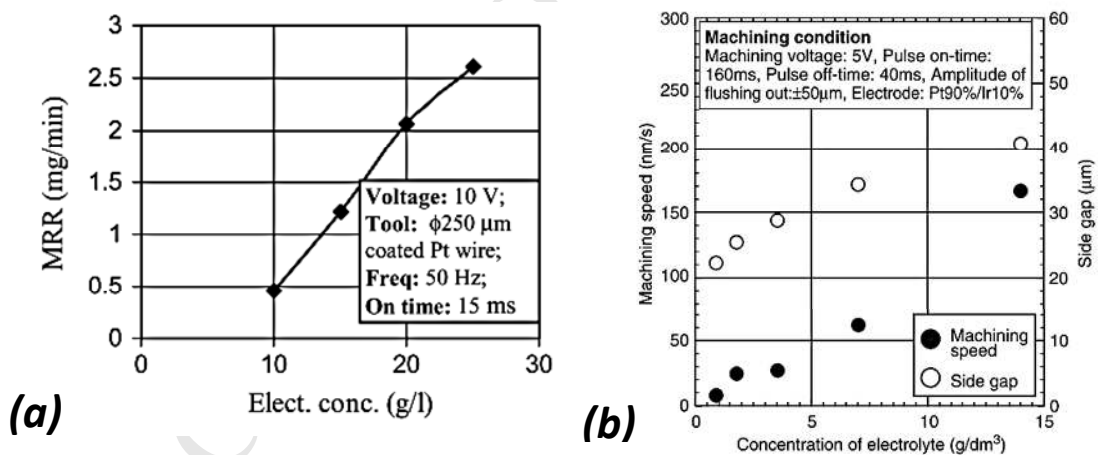 3
2.5
2
1.5
1
0.5
0
0
10
20
30
MRR (mg/min)
Elect. conc. (g/l)
Voltage: 10 V;
Tool: ϕ250 μm
coated Pt wire;
Freq: 50 Hz;
On time: 15 ms
(a)
300
250
200
150
100
50
0
Machining speed (nm/s)
Machining condition
Machining voltage: 5V, Pulse on-time:
160ms, Pulse off-time: 40ms, Amplitude of
flushing out:±50μm, Electrode: Pt90%/Ir10%
Machining
speed
Side gap
60
50
40
30
20
10
0
Side gap (μm)
0
5
10
15
Concentration of electrolyte (g/dm³)
(b)